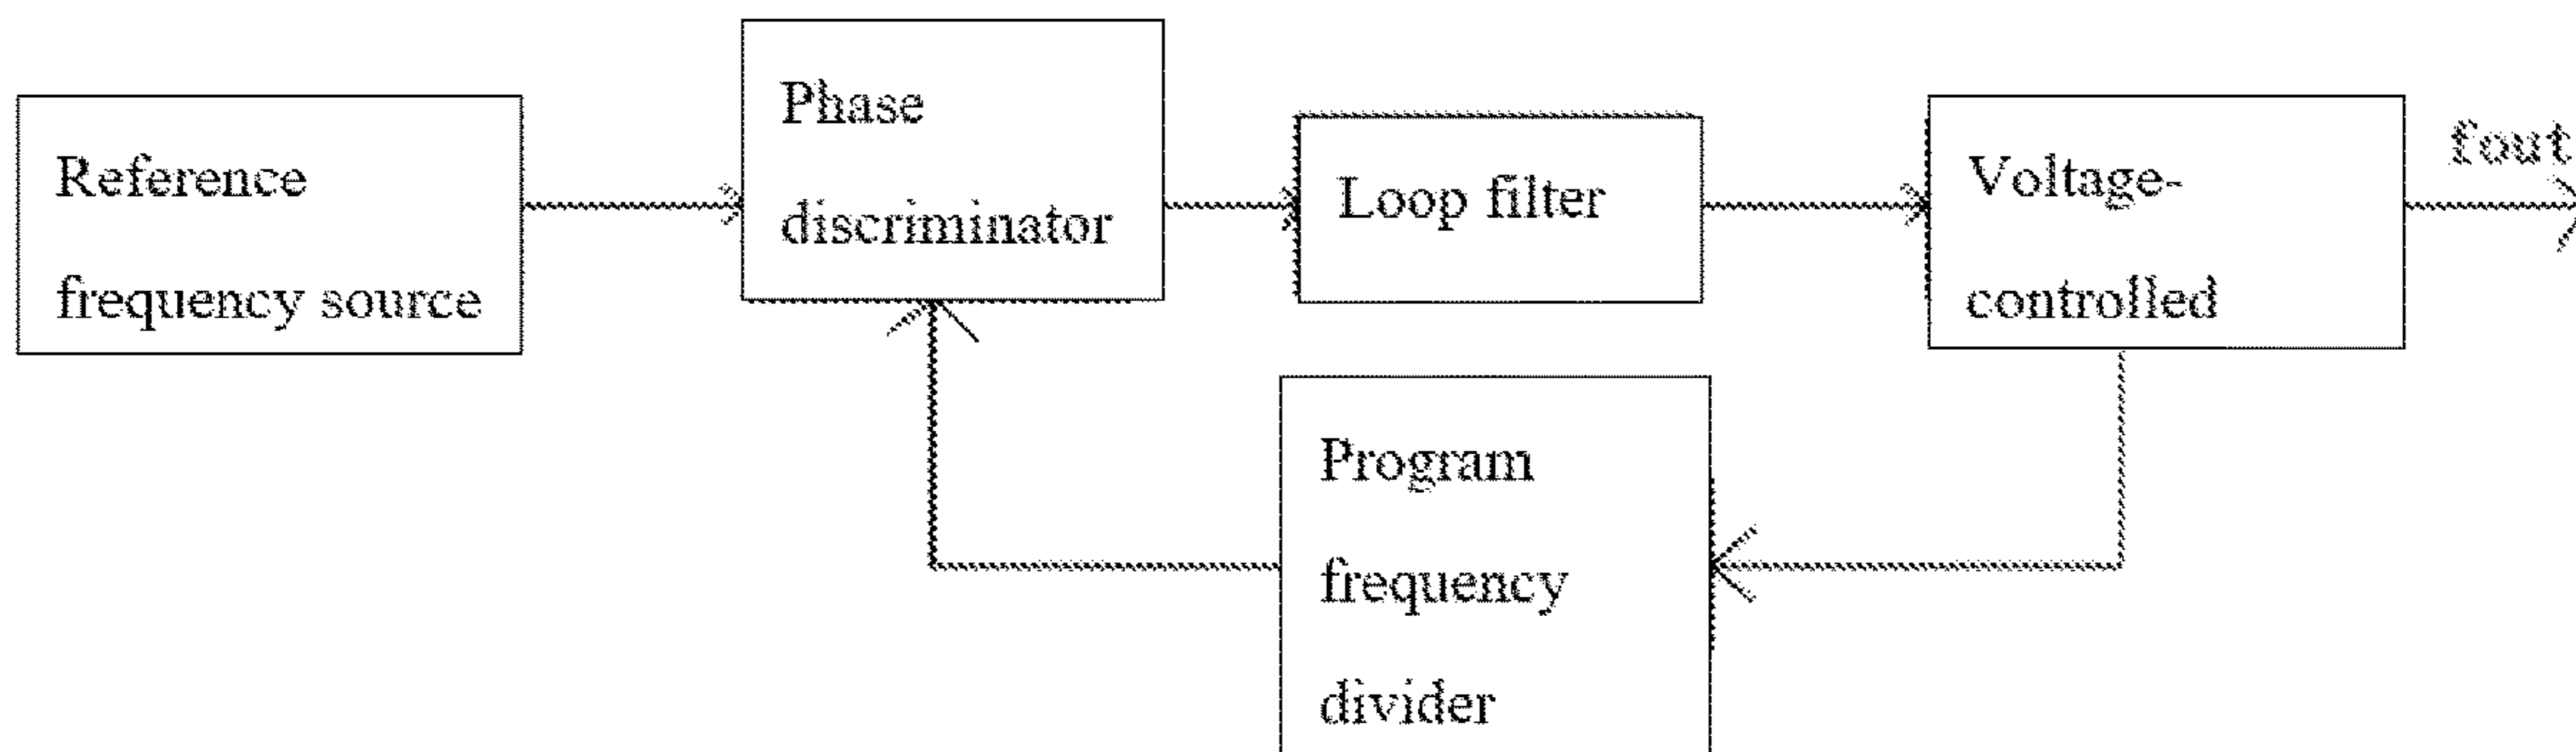 Reference
frequency source
Phase
discriminator
Loop filter
Voltage-
controlled
fout
Program
frequency
divider